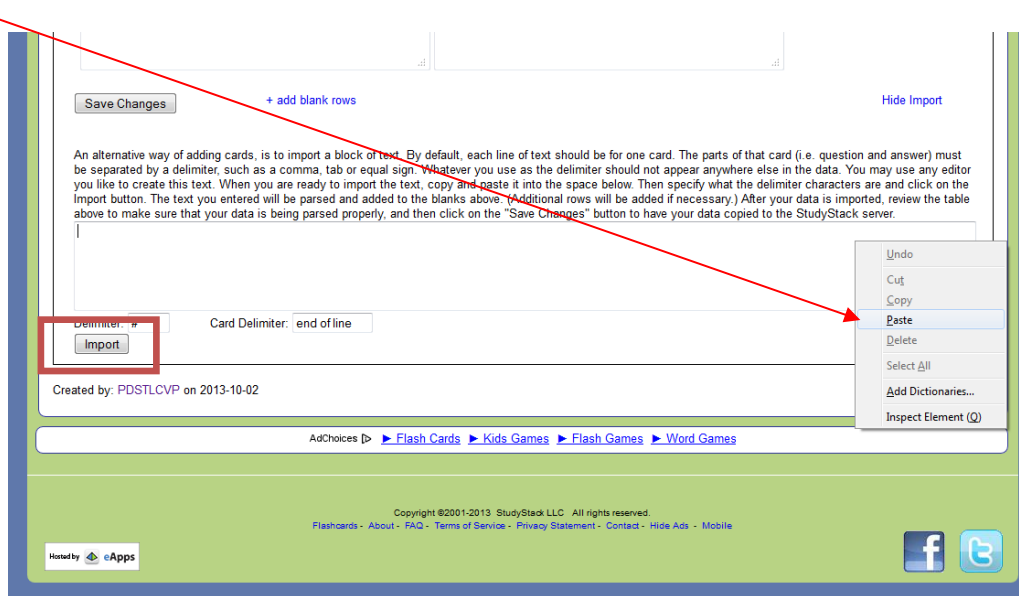 Save Changes + add blank rows Hide Import
An alternative way of adding cards, is to import a block of text. By default, each line of text should be for one card. The parts of that card (i.e. question and answer) must
be separated by a delimiter, such as a comma, tab or equal sign. Whatever you use as the delimiter should not appear anywhere else in the data. You may use any editor
you like to create this text. When you are ready to import the text, copy and paste it into the space below. Then specify what the delimiter characters are and click on the
Import button. The text you entered will be parsed and added to the blanks above. (Additional rows will be added if necessary.) After your data is imported, review the table
above to make sure that your data is being parsed properly, and then click on the "Save Changes" button to have your data copied to the StudyStack server.
Undo
Cut
Copy
Paste
Delete
Select All
Add Dictionaries...
Inspect Element (Q)
Delimiter: # Card Delimiter: end of line
Import
Created by: PDSTLCVP on 2013-10-02
AdChoices ► Flash Cards ► Kids Games ► Flash Games ► Word Games
Copyright ©2001-2013 StudyStack LLC All rights reserved.
Flashcards - About - FAQ - Terms of Service - Privacy Statement - Contact - Hide Ads - Mobile
Hosted by eApps